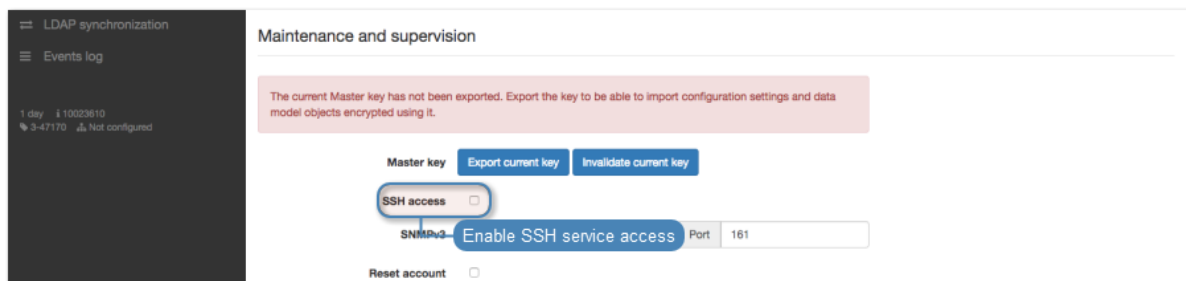 LDAP synchronization
Events log
1 day 10023610
3-47170 Not configured
Maintenance and supervision
The current Master key has not been exported. Export the key to be able to import configuration settings and data
model objects encrypted using it.
Master key Export current key Invalidate current key
SSH access
SNMPv3 Enable SSH service access Port 161
Reset account